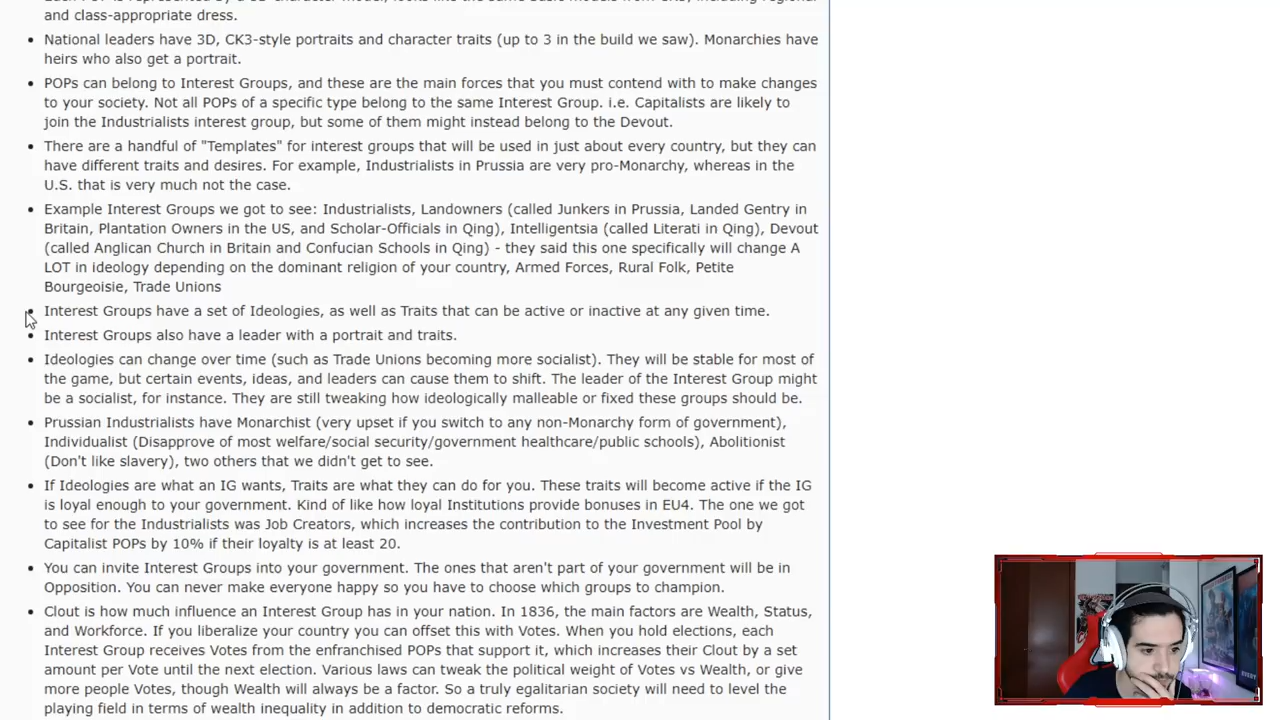 and class-appropriate dress.
National leaders have 3D, CK3-style portraits and character traits (up to 3 in the build we saw). Monarchies have
heirs who also get a portrait.
POPs can belong to Interest Groups, and these are the main forces that you must contend with to make changes
to your society. Not all POPs of a specific type belong to the same Interest Group. i.e. Capitalists are likely to
join the Industrialists interest group, but some of them might instead belong to the Devout.
There are a handful of "Templates" for interest groups that will be used in just about every country, but they can
have different traits and desires. For example, Industrialists in Prussia are very pro-Monarchy, whereas in the
U.S. that is very much not the case.
Example Interest Groups we got to see: Industrialists, Landowners (called Junkers in Prussia, Landed Gentry in
Britain, Plantation Owners in the US, and Scholar-Officials in Qing), Intelligentsia (called Literati in Qing), Devout
(called Anglican Church in Britain and Confucian Schools in Qing) - they said this one specifically will change A
LOT in ideology depending on the dominant religion of your country, Armed Forces, Rural Folk, Petite
Bourgeoisie, Trade Unions
Interest Groups have a set of Ideologies, as well as Traits that can be active or inactive at any given time.
Interest Groups also have a leader with a portrait and traits.
Ideologies can change over time (such as Trade Unions becoming more socialist). They will be stable for most of
the game, but certain events, ideas, and leaders can cause them to shift. The leader of the Interest Group might
be a socialist, for instance. They are still tweaking how ideologically malleable or fixed these groups should be.
Prussian Industrialists have Monarchist (very upset if you switch to any non-Monarchy form of government),
Individualist (Disapprove of most welfare/social security/government healthcare/public schools), Abolitionist
(Don't like slavery), two others that we didn't get to see.
If Ideologies are what an IG wants, Traits are what they can do for you. These traits will become active if the IG
is loyal enough to your government. Kind of like how loyal Institutions provide bonuses in EU4. The one we got
to see for the Industrialists was Job Creators, which increases the contribution to the Investment Pool by
Capitalist POPs by 10% if their loyalty is at least 20.
You can invite Interest Groups into your government. The ones that aren't part of your government will be in
Opposition. You can never make everyone happy so you have to choose which groups to champion.
Clout is how much influence an Interest Group has in your nation. In 1836, the main factors are Wealth, Status,
and Workforce. If you liberalize your country you can offset this with Votes. When you hold elections, each
Interest Group receives Votes from the enfranchised POPs that support it, which increases their Clout by a set
amount per Vote until the next election. Various laws can tweak the political weight of Votes vs Wealth, or give
more people Votes, though Wealth will always be a factor. So a truly egalitarian society will need to level the
playing field in terms of wealth inequality in addition to democratic reforms.